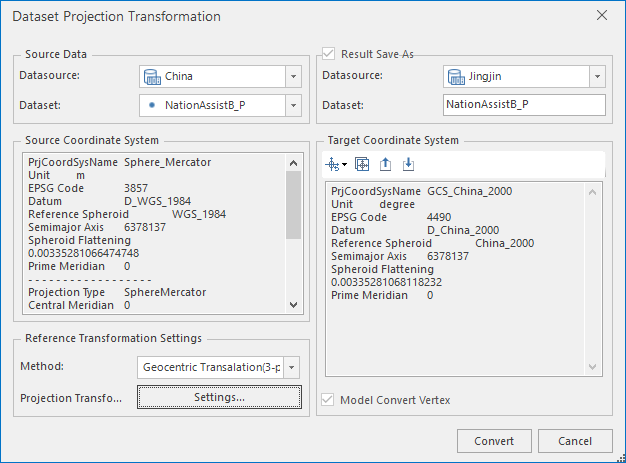 Dataset Projection Transformation
Source Data
Datasource: China
Dataset: NationAssistB_P
Result Save As
Datasource: Jingjin
Dataset: NationAssistB_P
Source Coordinate System
PrjCoordSysName Sphere_Mercator
Unit m
EPSG Code 3857
Datum D_WGS_1984
Reference Spheroid WGS_1984
Semimajor Axis 6378137
Spheroid Flattening
0.00335281066474748
Prime Meridian 0
- - - - - - - - - - - - - - - - - -
Projection Type SphereMercator
Central Meridian 0
Target Coordinate System
PrjCoordSysName GCS_China_2000
Unit degree
EPSG Code 4490
Datum D_China_2000
Reference Spheroid China_2000
Semimajor Axis 6378137
Spheroid Flattening
0.00335281068118232
Prime Meridian 0
Reference Transformation Settings
Method: Geocentric Transalation(3-p
Projection Transfo... Settings...
Model Convert Vertex
Convert
Cancel